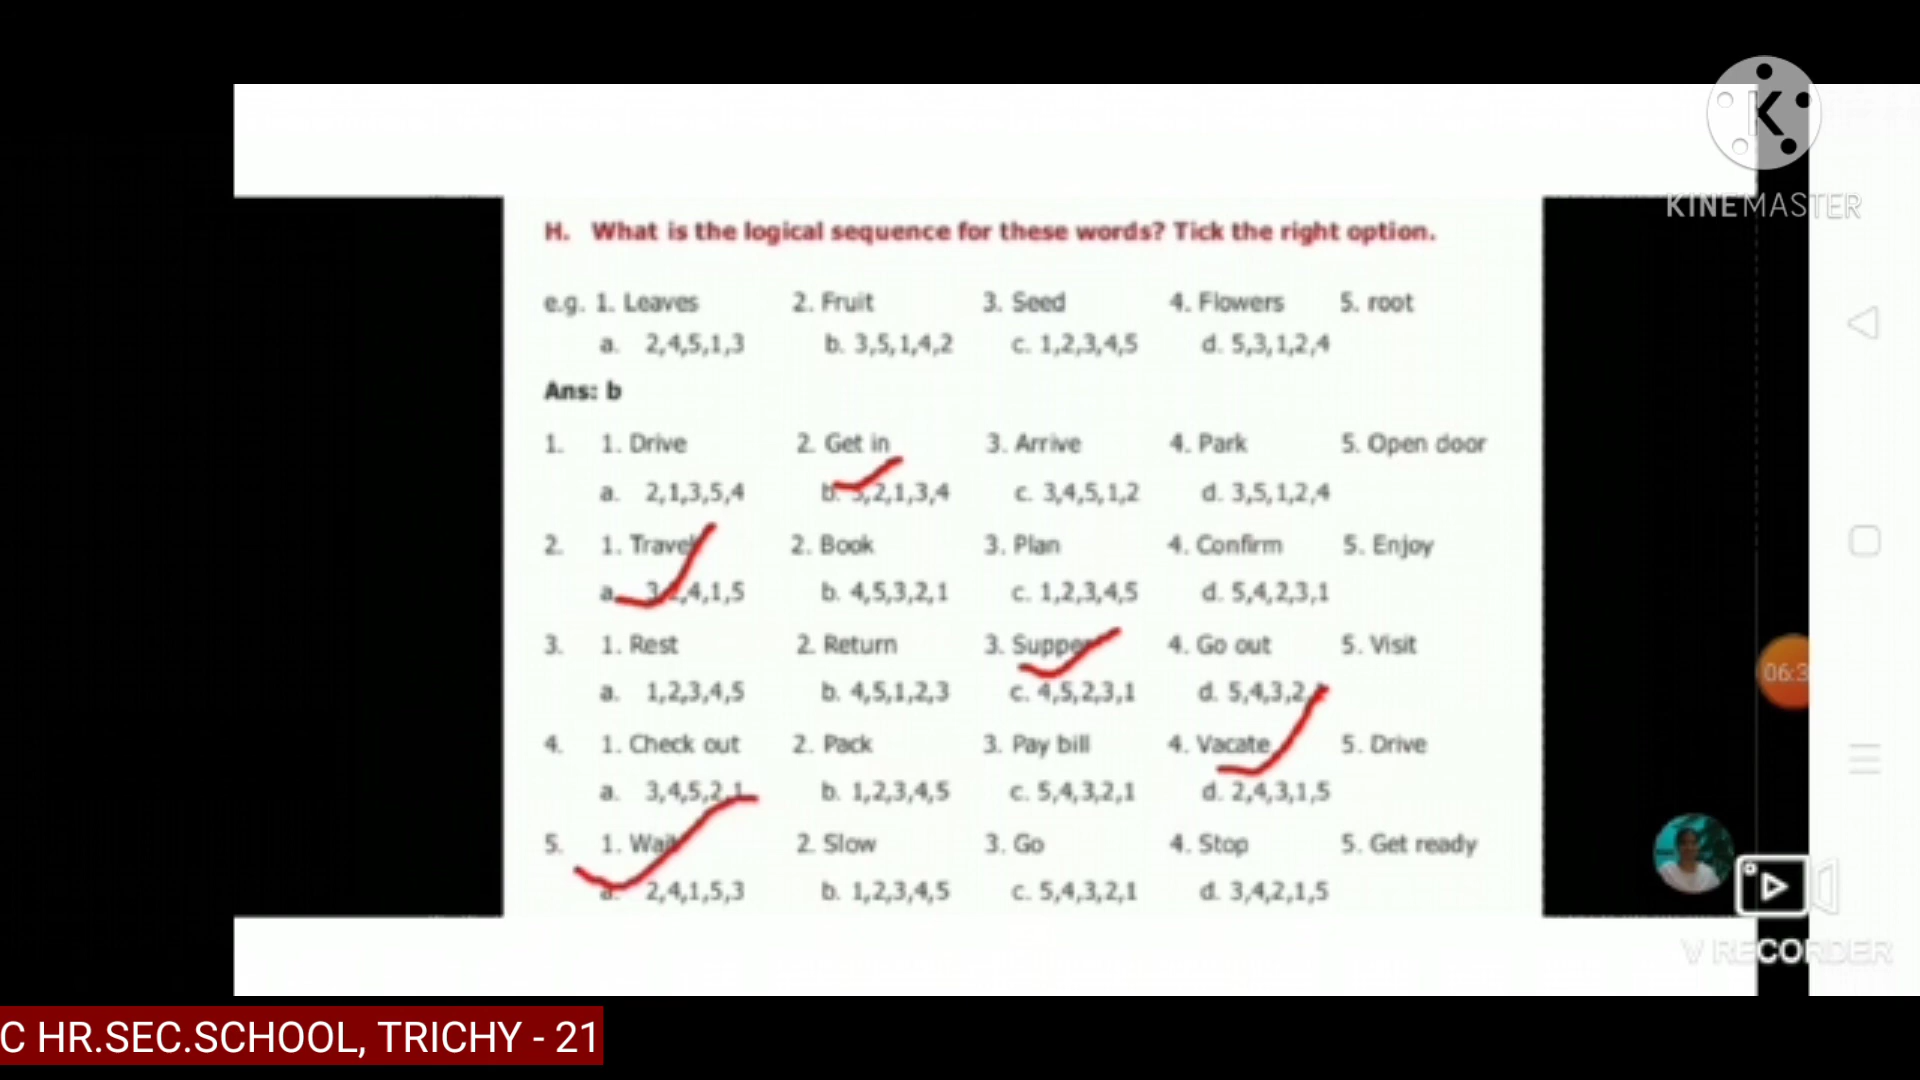 KINEMASTER
H. What is the logical sequence for these words? Tick the right option.
e.g. 1. Leaves 2. Fruit 3. Seed 4. Flowers 5. root
a. 2,4,5,1,3 b. 3,5,1,4,2 c. 1,2,3,4,5 d. 5,3,1,2,4
Ans: b
1. 1. Drive 2. Get in 3. Arrive 4. Park 5. Open door
a. 2,1,3,5,4 b. 5,2,1,3,4 c. 3,4,5,1,2 d. 3,5,1,2,4
2. 1. Travel 2. Book 3. Plan 4. Confirm 5. Enjoy
a. 3,2,4,1,5 b. 4,5,3,2,1 c. 1,2,3,4,5 d. 5,4,2,3,1
3. 1. Rest 2. Return 3. Supper 4. Go out 5. Visit
a. 1,2,3,4,5 b. 4,5,1,2,3 c. 4,5,2,3,1 d. 5,4,3,2,1
06:3
4. 1. Check out 2. Pack 3. Pay bill 4. Vacate 5. Drive
a. 3,4,5,2,1 b. 1,2,3,4,5 c. 5,4,3,2,1 d. 2,4,3,1,5
5. 1. Wait 2. Slow 3. Go 4. Stop 5. Get ready
a. 2,4,1,5,3 b. 1,2,3,4,5 c. 5,4,3,2,1 d. 3,4,2,1,5
V RECORDER
C HR.SEC.SCHOOL, TRICHY - 21